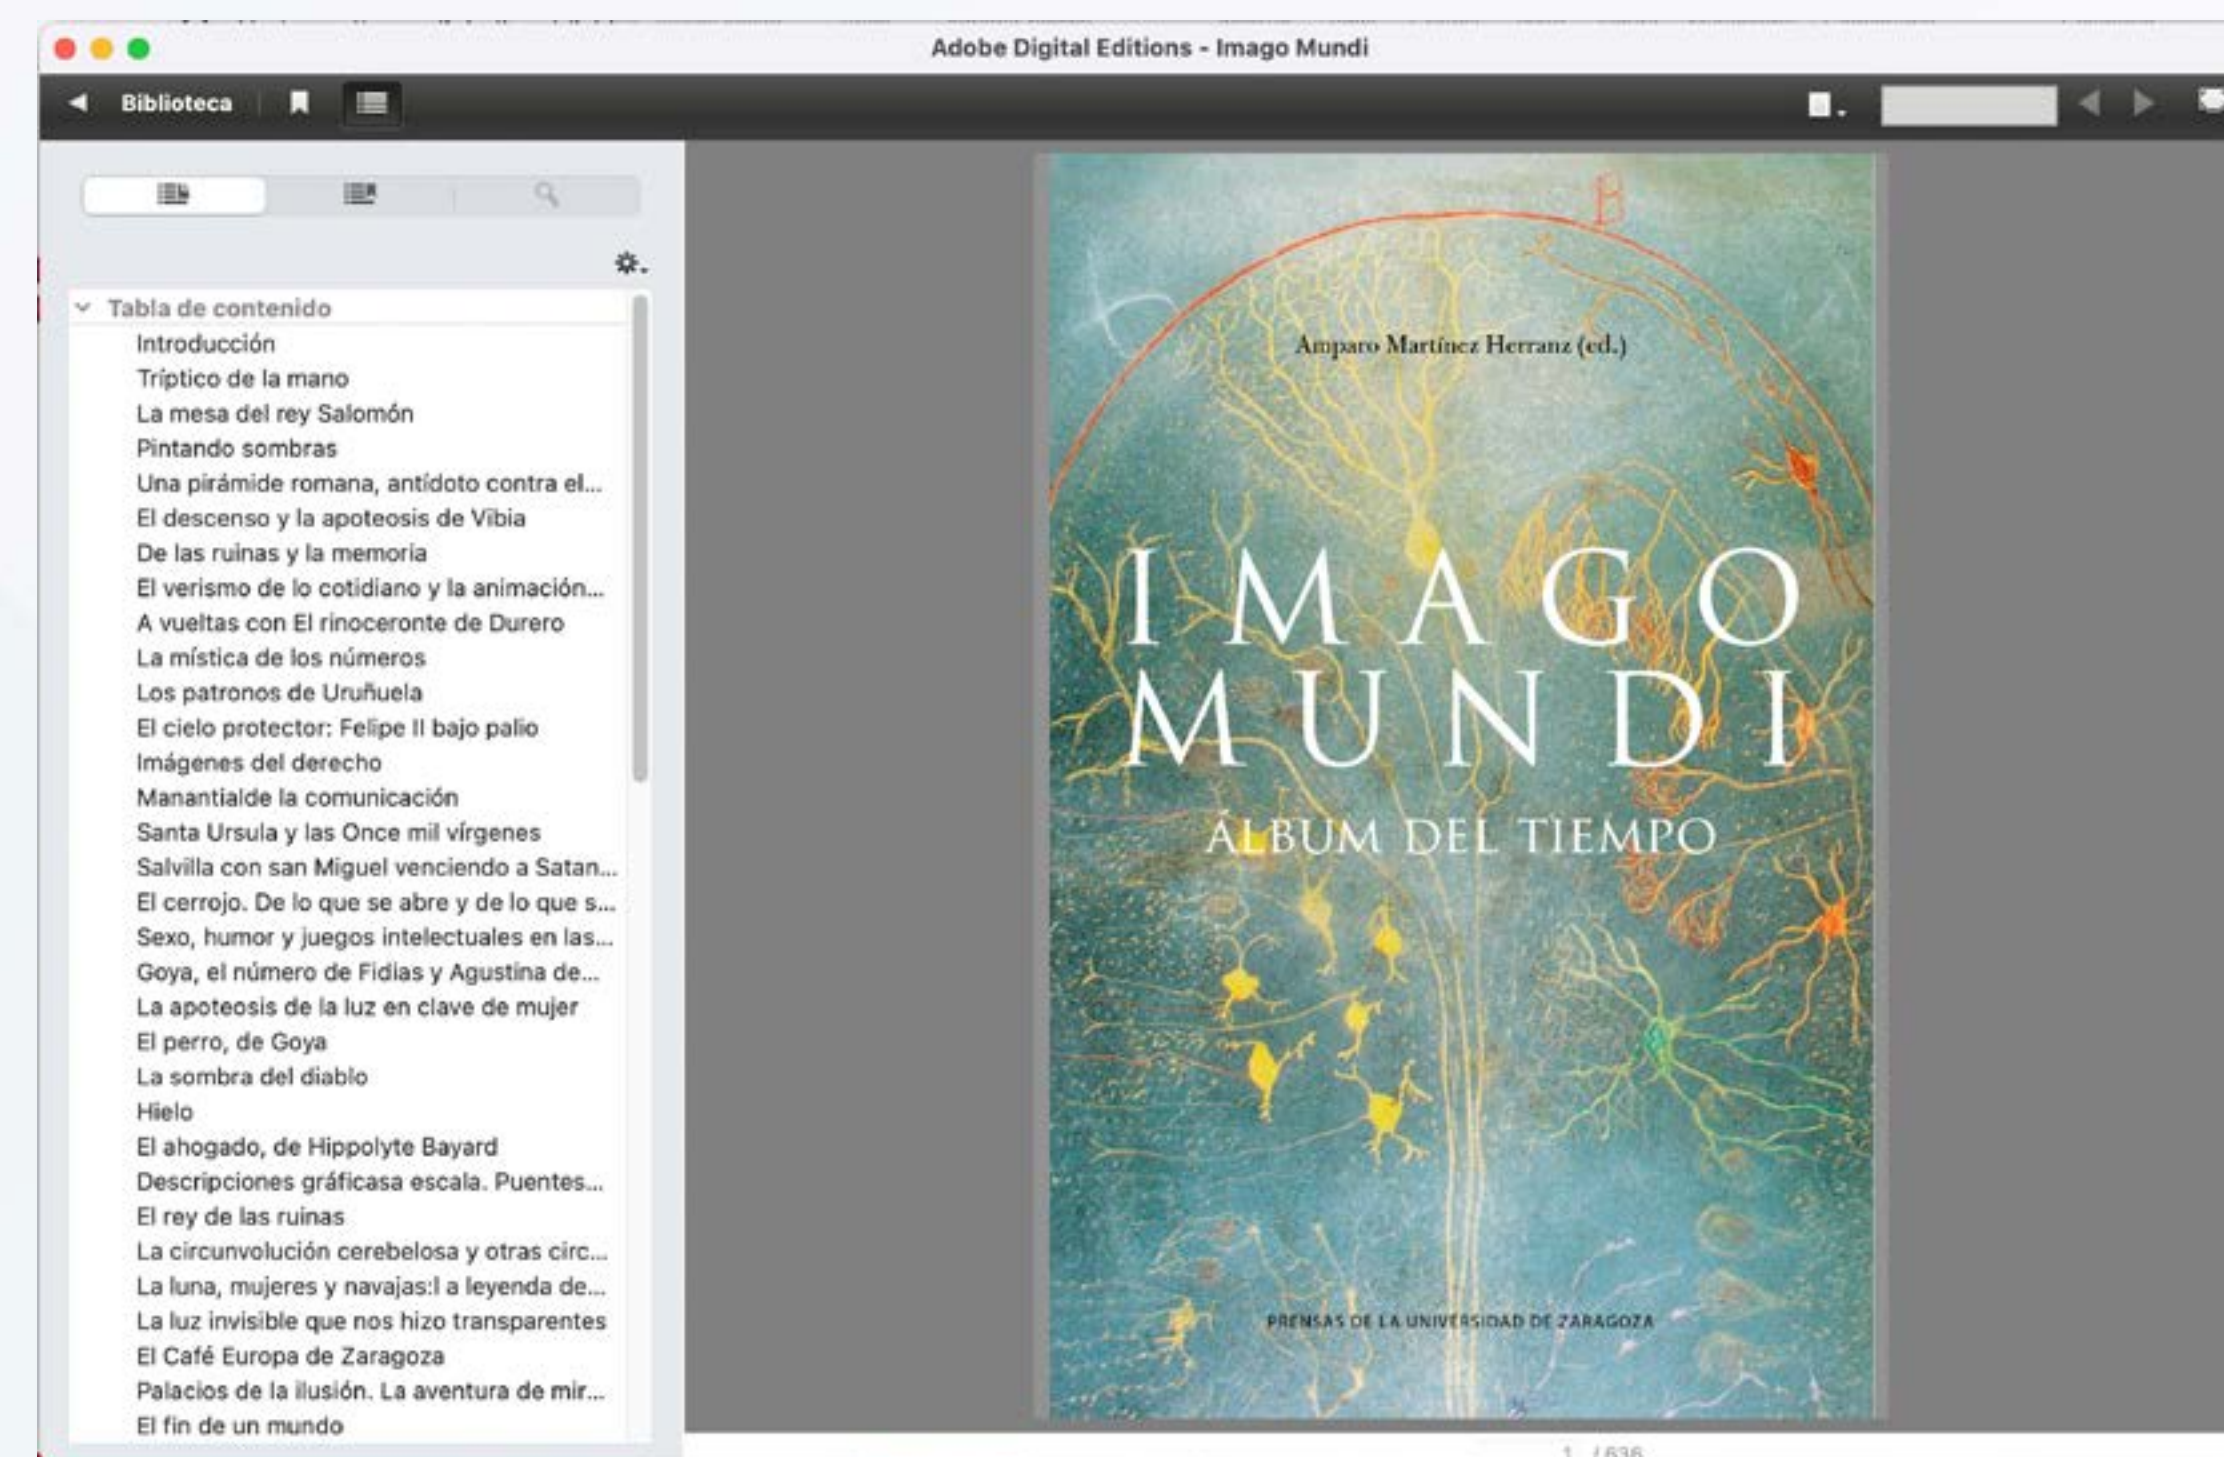 Adobe Digital Editions - Imago Mundi
Biblioteca
Tabla de contenido
Introducción
Tríptico de la mano
La mesa del rey Salomón
Pintando sombras
Una pirámide romana, antídoto contra el...
El descenso y la apoteosis de Vibia
De las ruinas y la memoria
El verismo de lo cotidiano y la animación...
A vueltas con El rinoceronte de Durero
La mística de los números
Los patronos de Uruñuela
El cielo protector: Felipe II bajo palio
Imágenes del derecho
Manantialde la comunicación
Santa Ursula y las Once mil vírgenes
Salvilla con san Miguel venciendo a Satan...
El cerrojo. De lo que se abre y de lo que s...
Sexo, humor y juegos intelectuales en las...
Goya, el número de Fidias y Agustina de...
La apoteosis de la luz en clave de mujer
El perro, de Goya
La sombra del diablo
Hielo
El ahogado, de Hippolyte Bayard
Descripciones gráficasa escala. Puentes...
El rey de las ruinas
La circunvolución cerebelosa y otras circ...
La luna, mujeres y navajas:l a leyenda de...
La luz invisible que nos hizo transparentes
El Café Europa de Zaragoza
Palacios de la ilusión. La aventura de mir...
El fin de un mundo
B
Amparo Martínez Herranz (ed.)
IMAGO
MUNDI
ÁLBUM DEL TIEMPO
PRENSAS DE LA UNIVERSIDAD DE ZARAGOZA
1 / 636